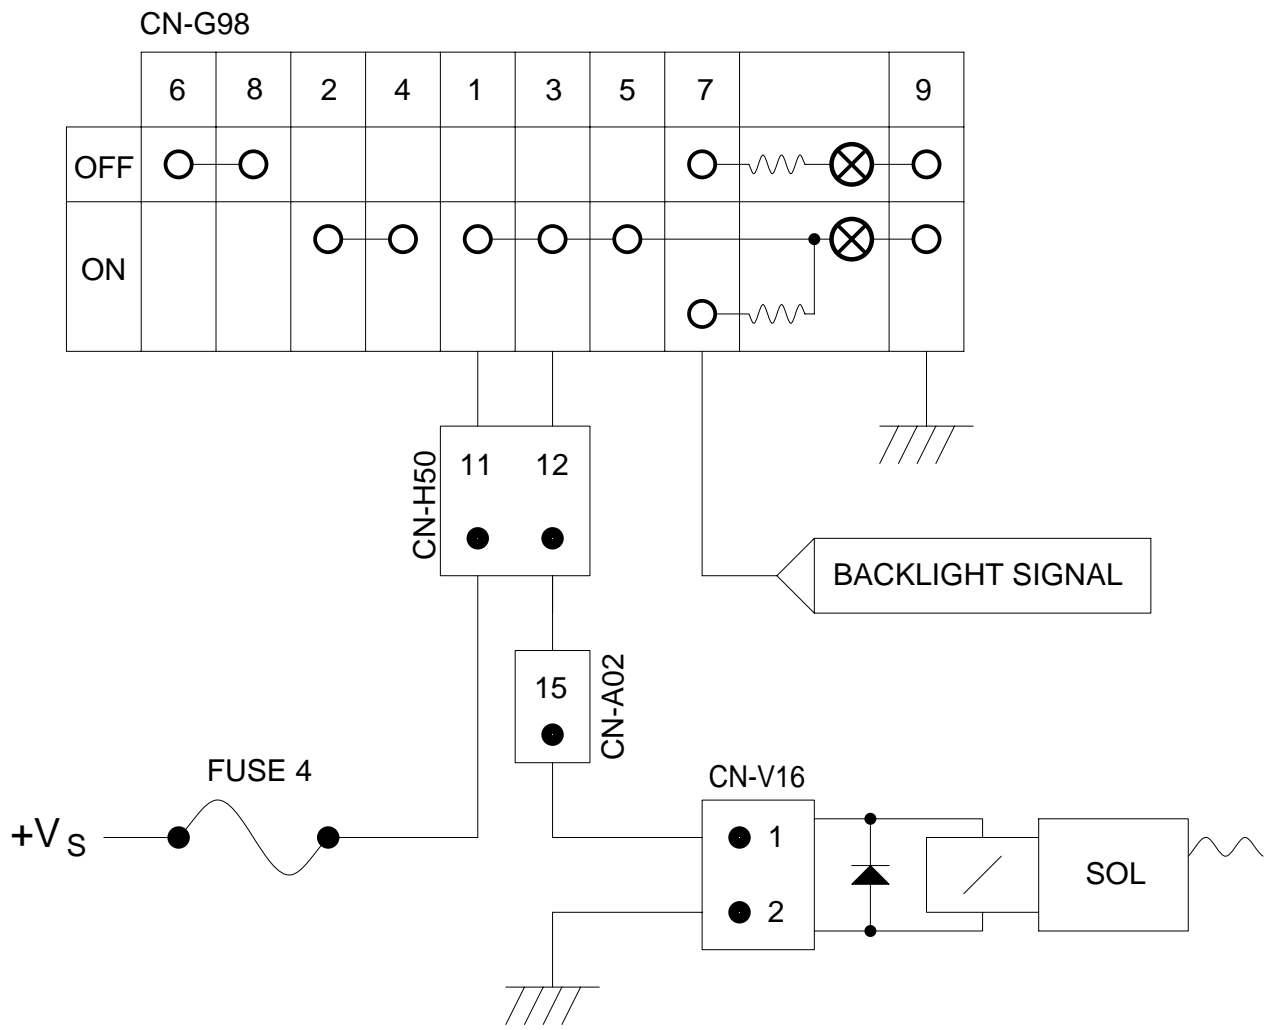 CN-G98
6 8 2 4 1 3 5 7 9
OFF
ON
CN-H50
11 12
BACKLIGHT SIGNAL
15
CN-A02
FUSE 4
+VS
CN-V16
1
2
SOL